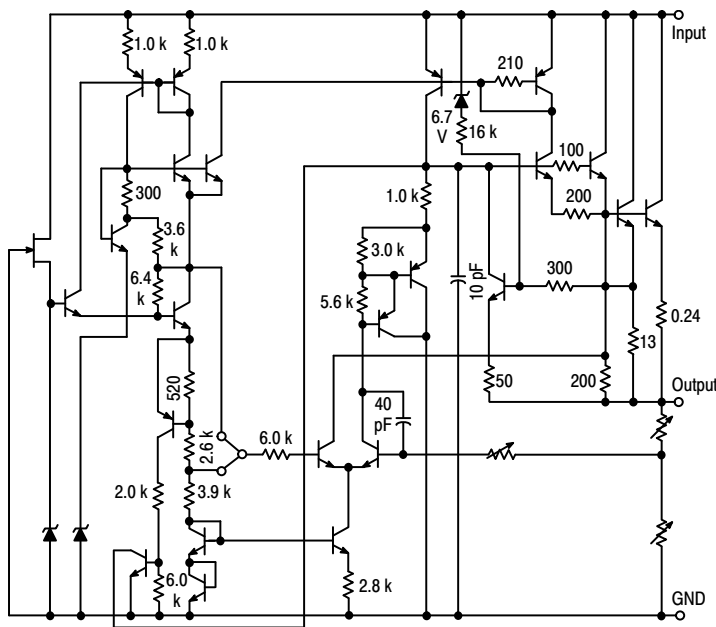 Input
1.0 k
1.0 k
210
6.7
V
16 k
100
300
1.0 k
200
3.6
k
3.0 k
10 pF
300
6.4
k
5.6 k
0.24
13
520
50
200
Output
40
pF
2.6 k
6.0 k
2.0 k
3.9 k
6.0
k
2.8 k
GND